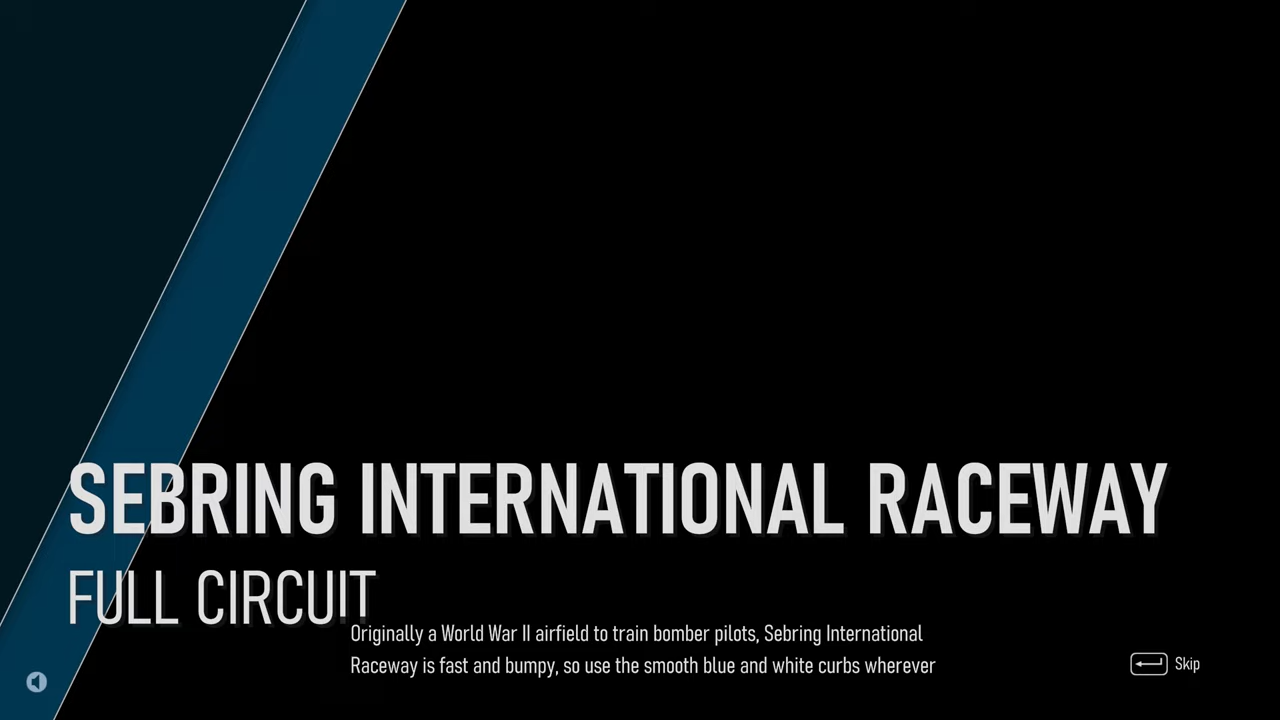 SEBRING INTERNATIONAL RACEWAY
FULL CIRCUIT
Originally a World War II airfield to train bomber pilots, Sebring International
Raceway is fast and bumpy, so use the smooth blue and white curbs wherever
Skip